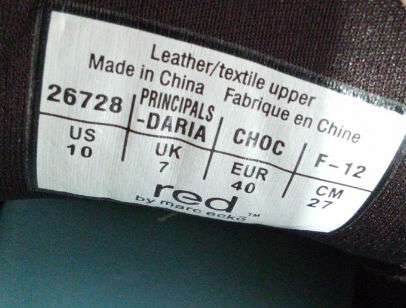 Leather/textile upper
Made in China Fabrique en Chine
26728 PRINCIPALS -DARIA CHOC F-12
US 10 UK 7 EUR 40 CM 27
red™
by marc ecko